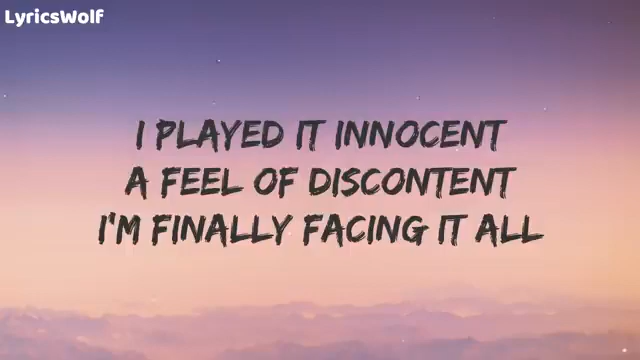 LyricsWolf
I PLAYED IT INNOCENT
A FEEL OF DISCONTENT
I'M FINALLY FACING IT ALL